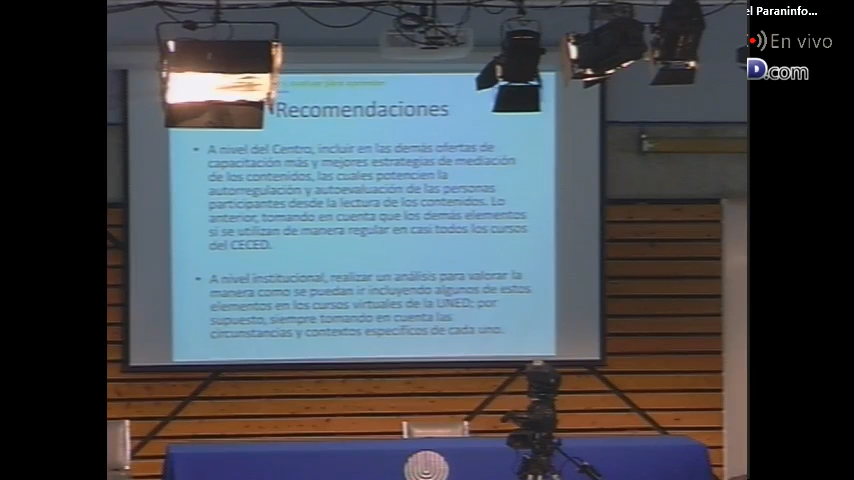 el Paraninfo...
En vivo
D.com
Recomendaciones
• A nivel del Centro, incluir en las demás ofertas de
capacitación más y mejores estrategias de mediación
de los contenidos, las cuales potencien la
autorregulación y autoevaluación de las personas
participantes desde la lectura de los contenidos. Lo
anterior, tomando en cuenta que los demás elementos
si se utilizan de manera regular en casi todos los cursos
del CECED.
• A nivel institucional, realizar un análisis para valorar la
manera como se puedan ir incluyendo algunos de estos
elementos en los cursos virtuales de la UNED; por
supuesto, siempre tomando en cuenta las
circunstancias y contextos específicos de cada uno.